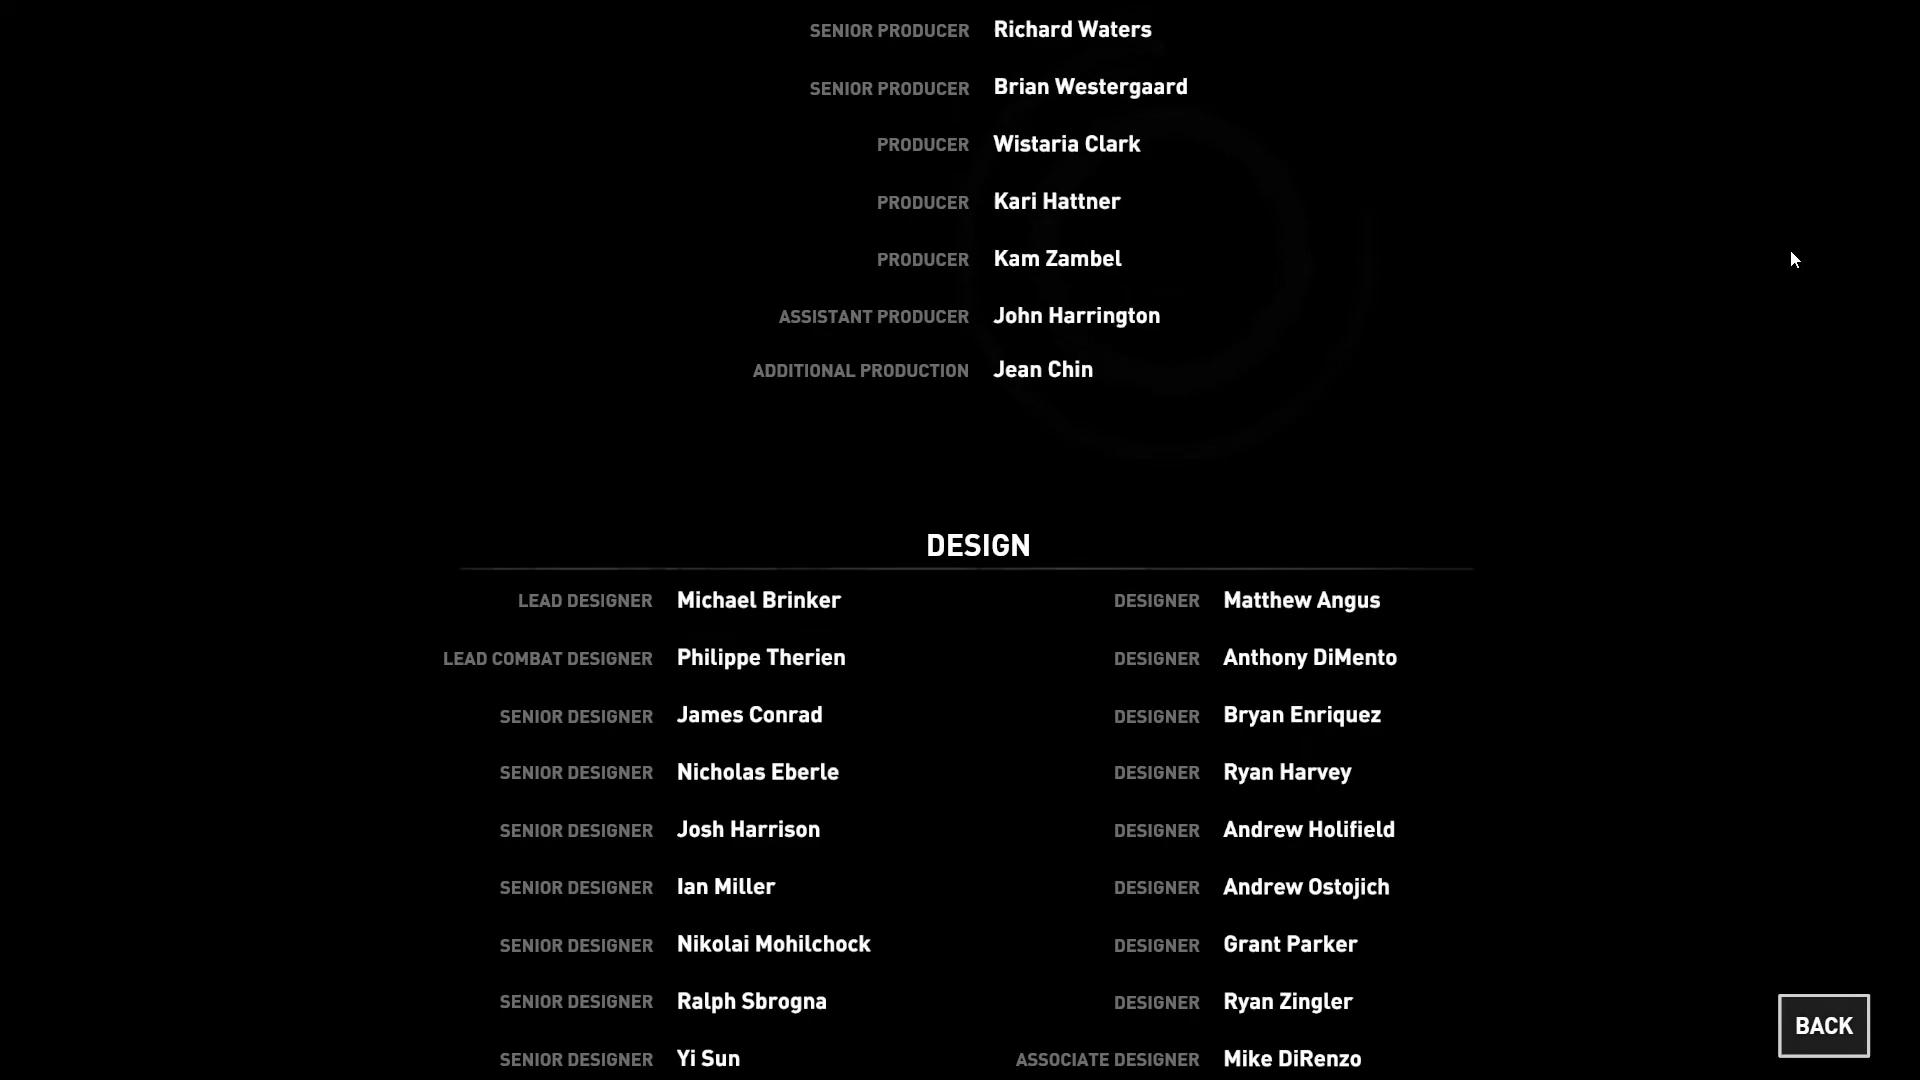 SENIOR PRODUCER Richard Waters
SENIOR PRODUCER Brian Westergaard
PRODUCER Wistaria Clark
PRODUCER Kari Hattner
PRODUCER Kam Zambel
ASSISTANT PRODUCER John Harrington
ADDITIONAL PRODUCTION Jean Chin
DESIGN
LEAD DESIGNER Michael Brinker DESIGNER Matthew Angus
LEAD COMBAT DESIGNER Philippe Therien DESIGNER Anthony DiMento
SENIOR DESIGNER James Conrad DESIGNER Bryan Enriquez
SENIOR DESIGNER Nicholas Eberle DESIGNER Ryan Harvey
SENIOR DESIGNER Josh Harrison DESIGNER Andrew Holifield
SENIOR DESIGNER Ian Miller DESIGNER Andrew Ostojich
SENIOR DESIGNER Nikolai Mohilchock DESIGNER Grant Parker
SENIOR DESIGNER Ralph Sbrogna DESIGNER Ryan Zingler
SENIOR DESIGNER Yi Sun ASSOCIATE DESIGNER Mike DiRenzo
BACK